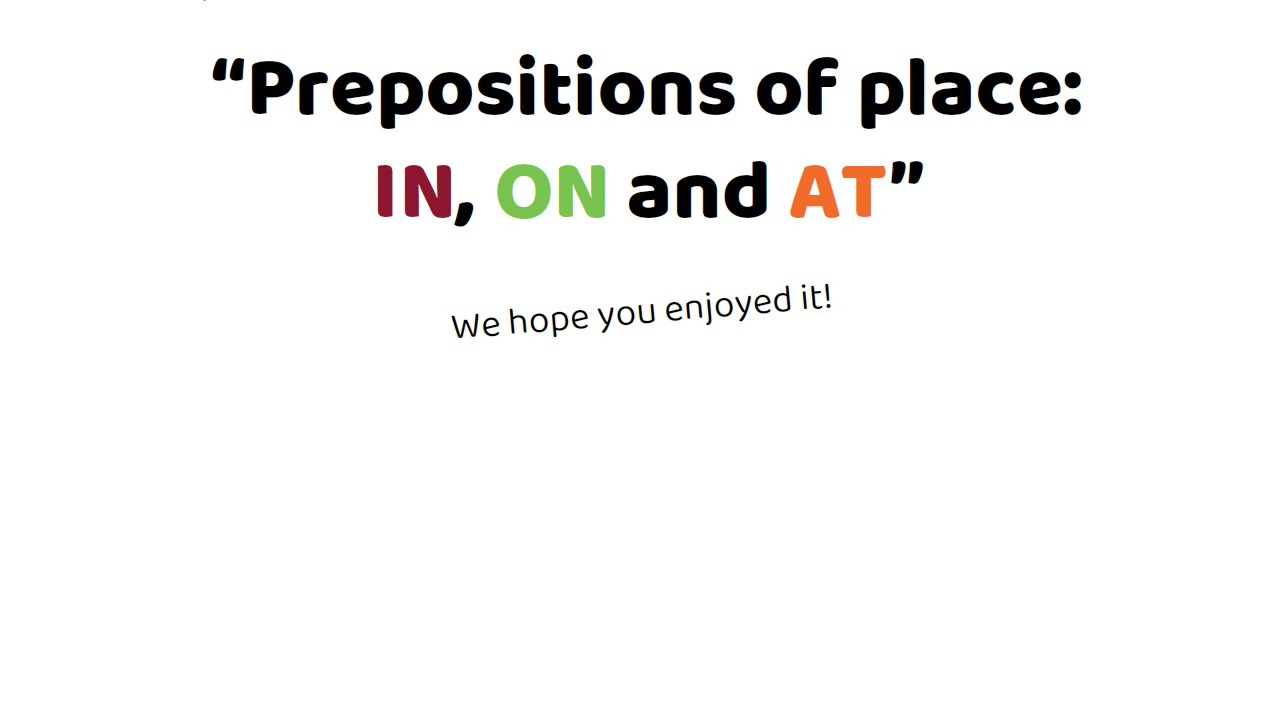 “Prepositions of place:
IN, ON and AT”
We hope you enjoyed it!